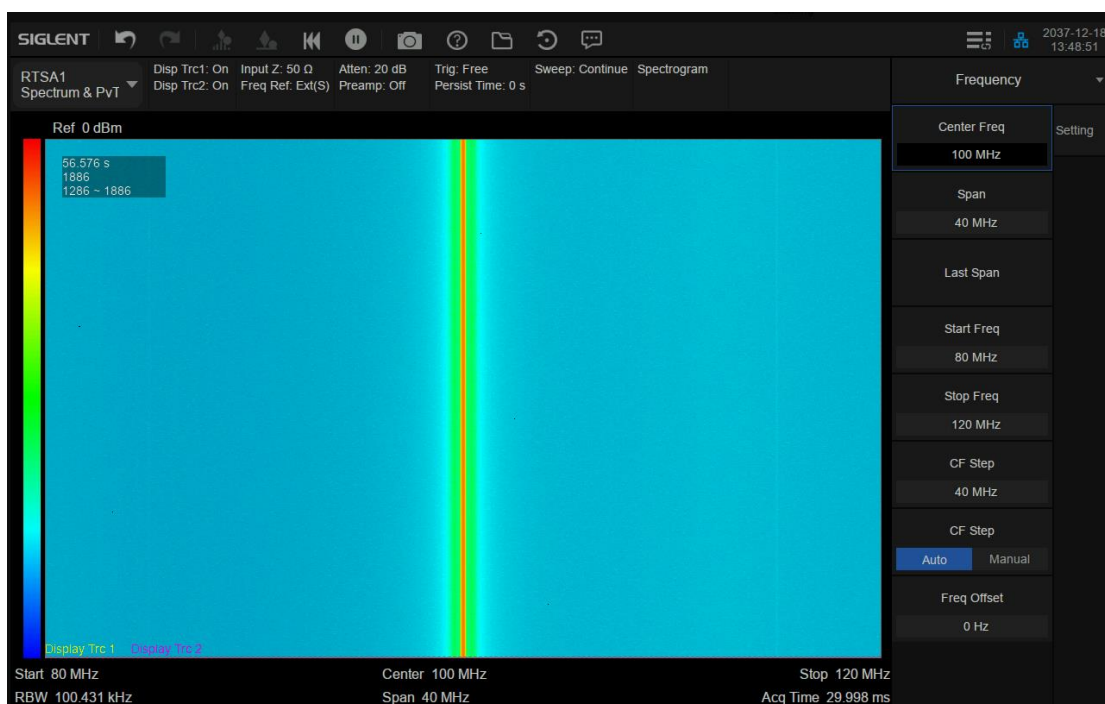 SIGLENT
2037-12-18
13:48:51
RTSA1
Spectrum & PvT
Disp Trc1: On
Disp Trc2: On
Input Z: 50 Ω
Freq Ref: Ext(S)
Atten: 20 dB
Preamp: Off
Trig: Free
Persist Time: 0 s
Sweep: Continue
Spectrogram
Frequency
Ref 0 dBm
56.576 s
1886
1286 ~ 1886
Display Trc 1
Display Trc 2
Start 80 MHz
Center 100 MHz
Stop 120 MHz
RBW 100.431 kHz
Span 40 MHz
Acq Time 29.998 ms
Center Freq
100 MHz
Setting
Span
40 MHz
Last Span
Start Freq
80 MHz
Stop Freq
120 MHz
CF Step
40 MHz
CF Step
Auto
Manual
Freq Offset
0 Hz